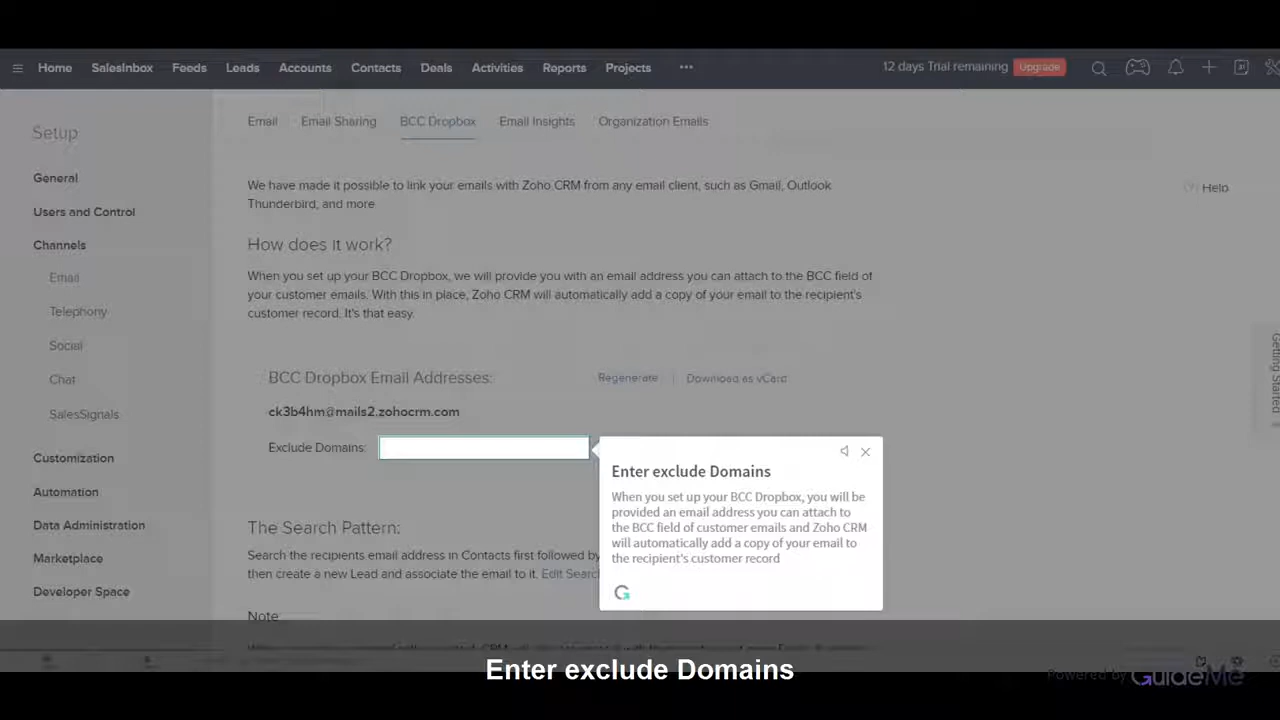 Home SalesInbox Feeds Leads Accounts Contacts Deals Activities Reports Projects ••• 12 days Trial remaining Upgrade
Setup
Email Email Sharing BCC Dropbox Email Insights Organization Emails
General
Users and Control
Channels
Email
Telephony
Social
Chat
SalesSignals
Customization
Automation
Data Administration
Marketplace
Developer Space
We have made it possible to link your emails with Zoho CRM from any email client, such as Gmail, Outlook
Thunderbird, and more
Help
How does it work?
When you set up your BCC Dropbox, we will provide you with an email address you can attach to the BCC field of
your customer emails. With this in place, Zoho CRM will automatically add a copy of your email to the recipient's
customer record. It's that easy.
BCC Dropbox Email Addresses: Regenerate Download as vCard
ck3b4hm@mails2.zohocrm.com
Exclude Domains:
Enter exclude Domains
When you set up your BCC Dropbox, you will be
provided an email address you can attach to
the BCC field of customer emails and Zoho CRM
will automatically add a copy of your email to
the recipient's customer record
The Search Pattern:
Search the recipients email address in Contacts first followed by
then create a new Lead and associate the email to it. Edit Searc
Note
Getting Started
Enter exclude Domains
Powered by GuideMe